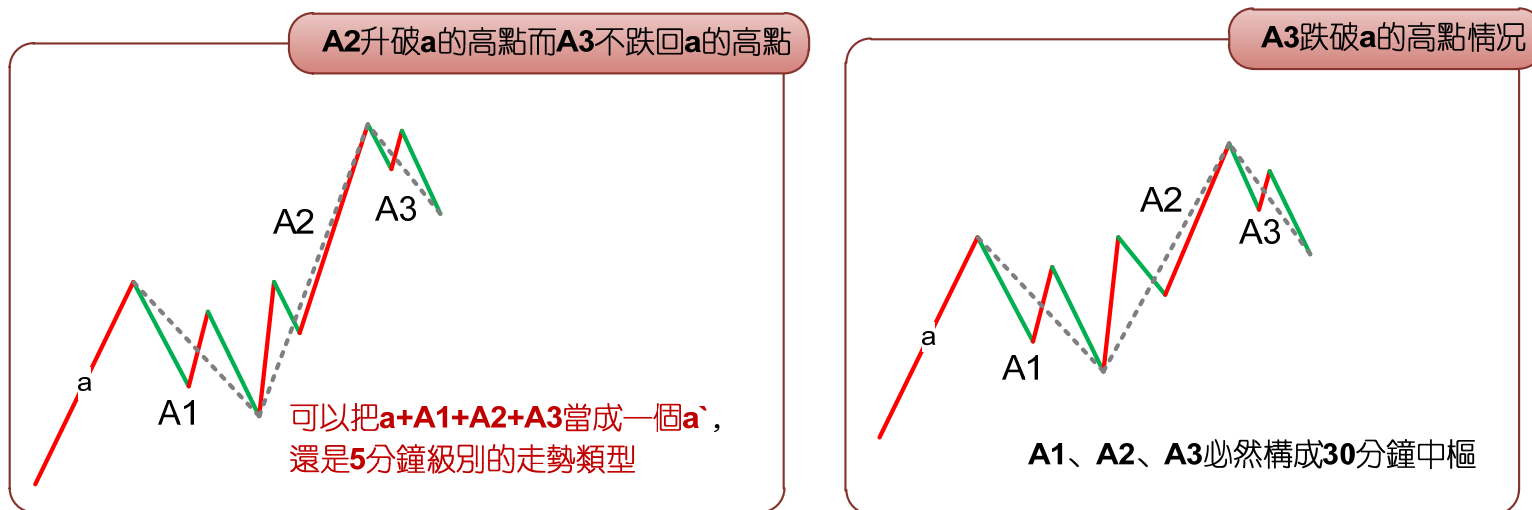 A2升破a的高點而A3不跌回a的高點
A2
A3
a
A1
可以把a+A1+A2+A3當成一個a`,
還是5分鐘級別的走勢類型
A3跌破a的高點情况
A2
A3
a
A1
A1、A2、A3必然構成30分鐘中樞